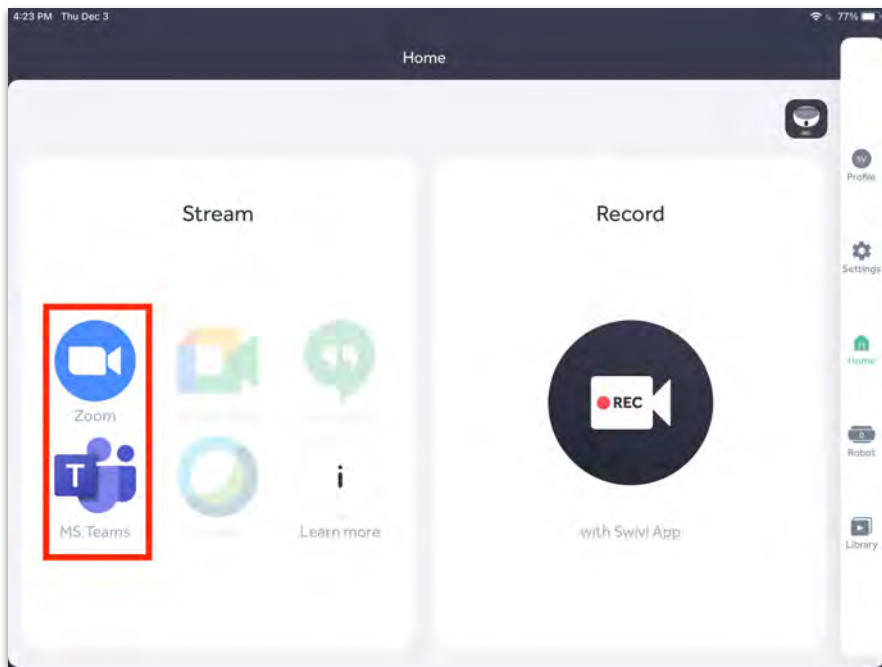 4:23 PM Thu Dec 3
77%
Home
Stream
Record
Zoom
MS Teams
T
i
Learn more
REC
with Swivl App
SV
Profile
Settings
Home
Robot
Library